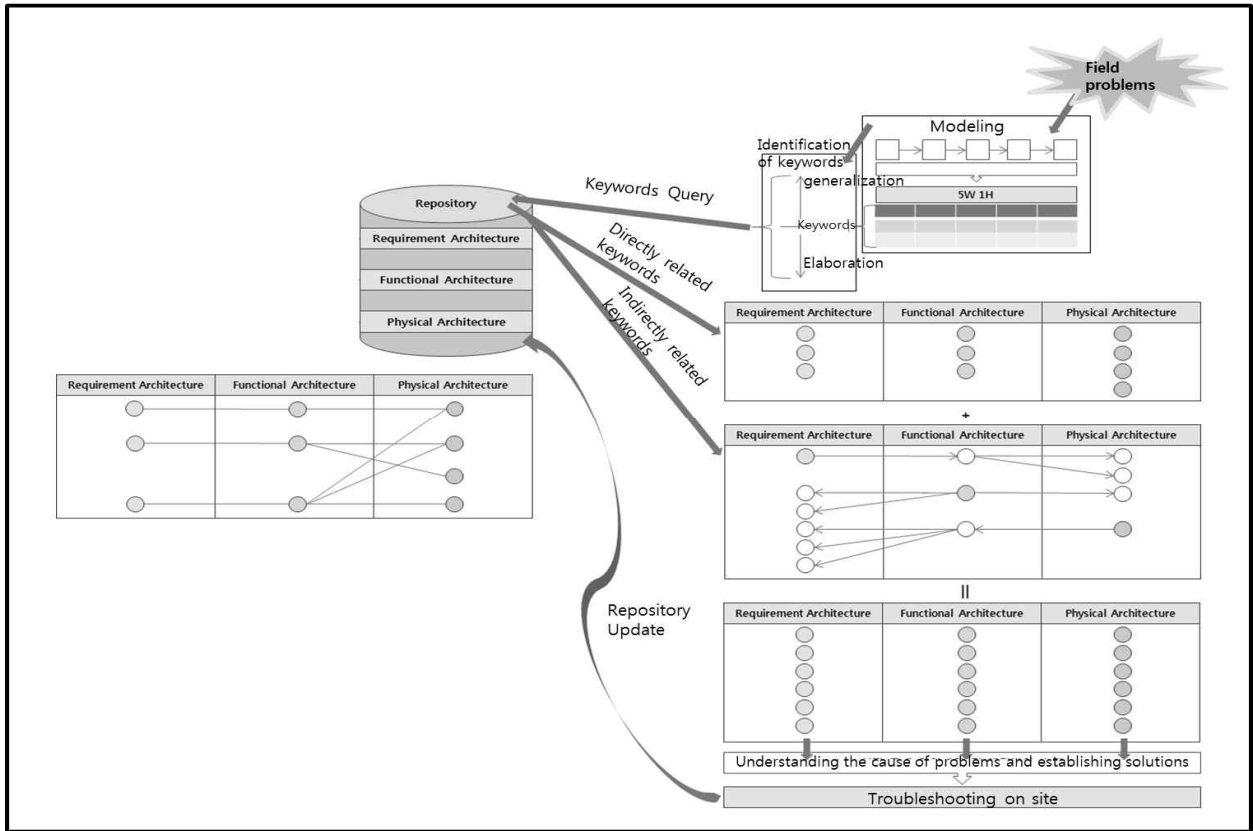 Field
problems
Modeling
5W 1H
Identification
of keywords
generalization
Keywords
Elaboration
Keywords Query
Repository
Requirement Architecture
Functional Architecture
Physical Architecture
Directly related
keywords
Indirectly related
keywords
Requirement Architecture Functional Architecture Physical Architecture
Requirement Architecture Functional Architecture Physical Architecture
+
Requirement Architecture Functional Architecture Physical Architecture
=
Requirement Architecture Functional Architecture Physical Architecture
Repository
Update
Understanding the cause of problems and establishing solutions
Troubleshooting on site